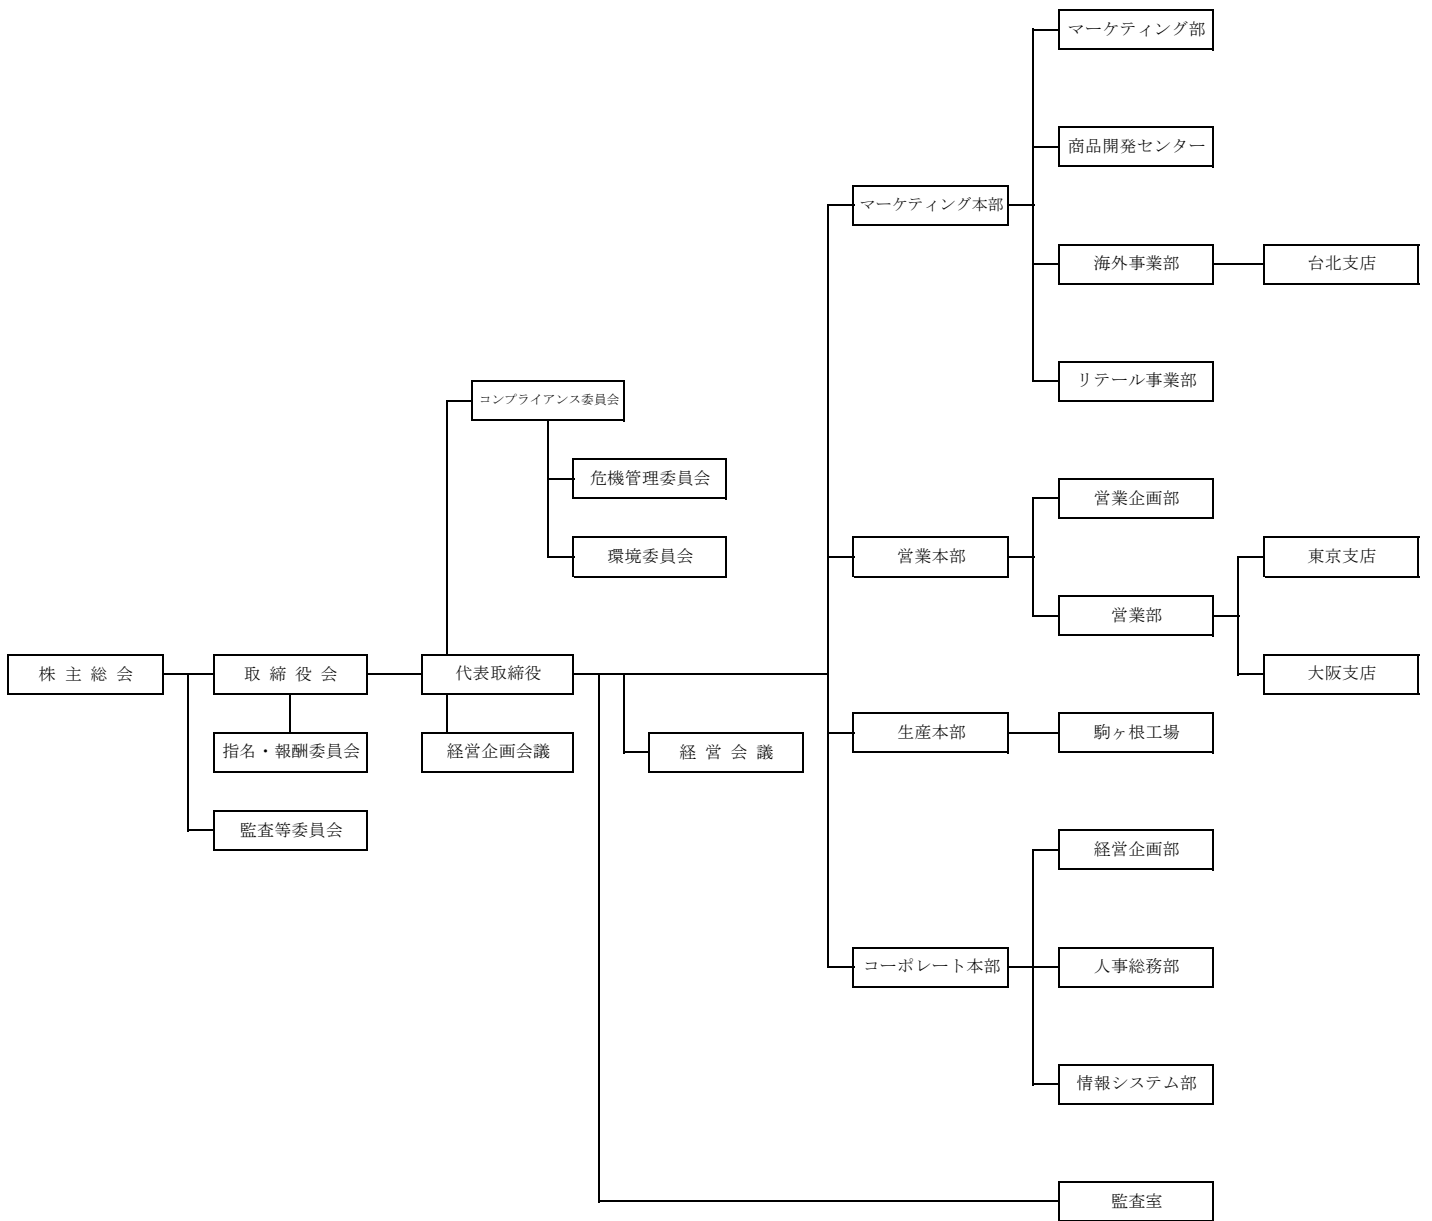 マーケティング部
商品開発センター
マーケティング本部
海外事業部
台北支店
リテール事業部
コンプライアンス委員会
危機管理委員会
営業企画部
環境委員会
営業本部
東京支店
営業部
株 主 総 会
取 締 役 会
代表取締役
大阪支店
指名・報酬委員会
経営企画会議
経 営 会 議
生産本部
駒ヶ根工場
監査等委員会
経営企画部
コーポレート本部
人事総務部
情報システム部
監査室